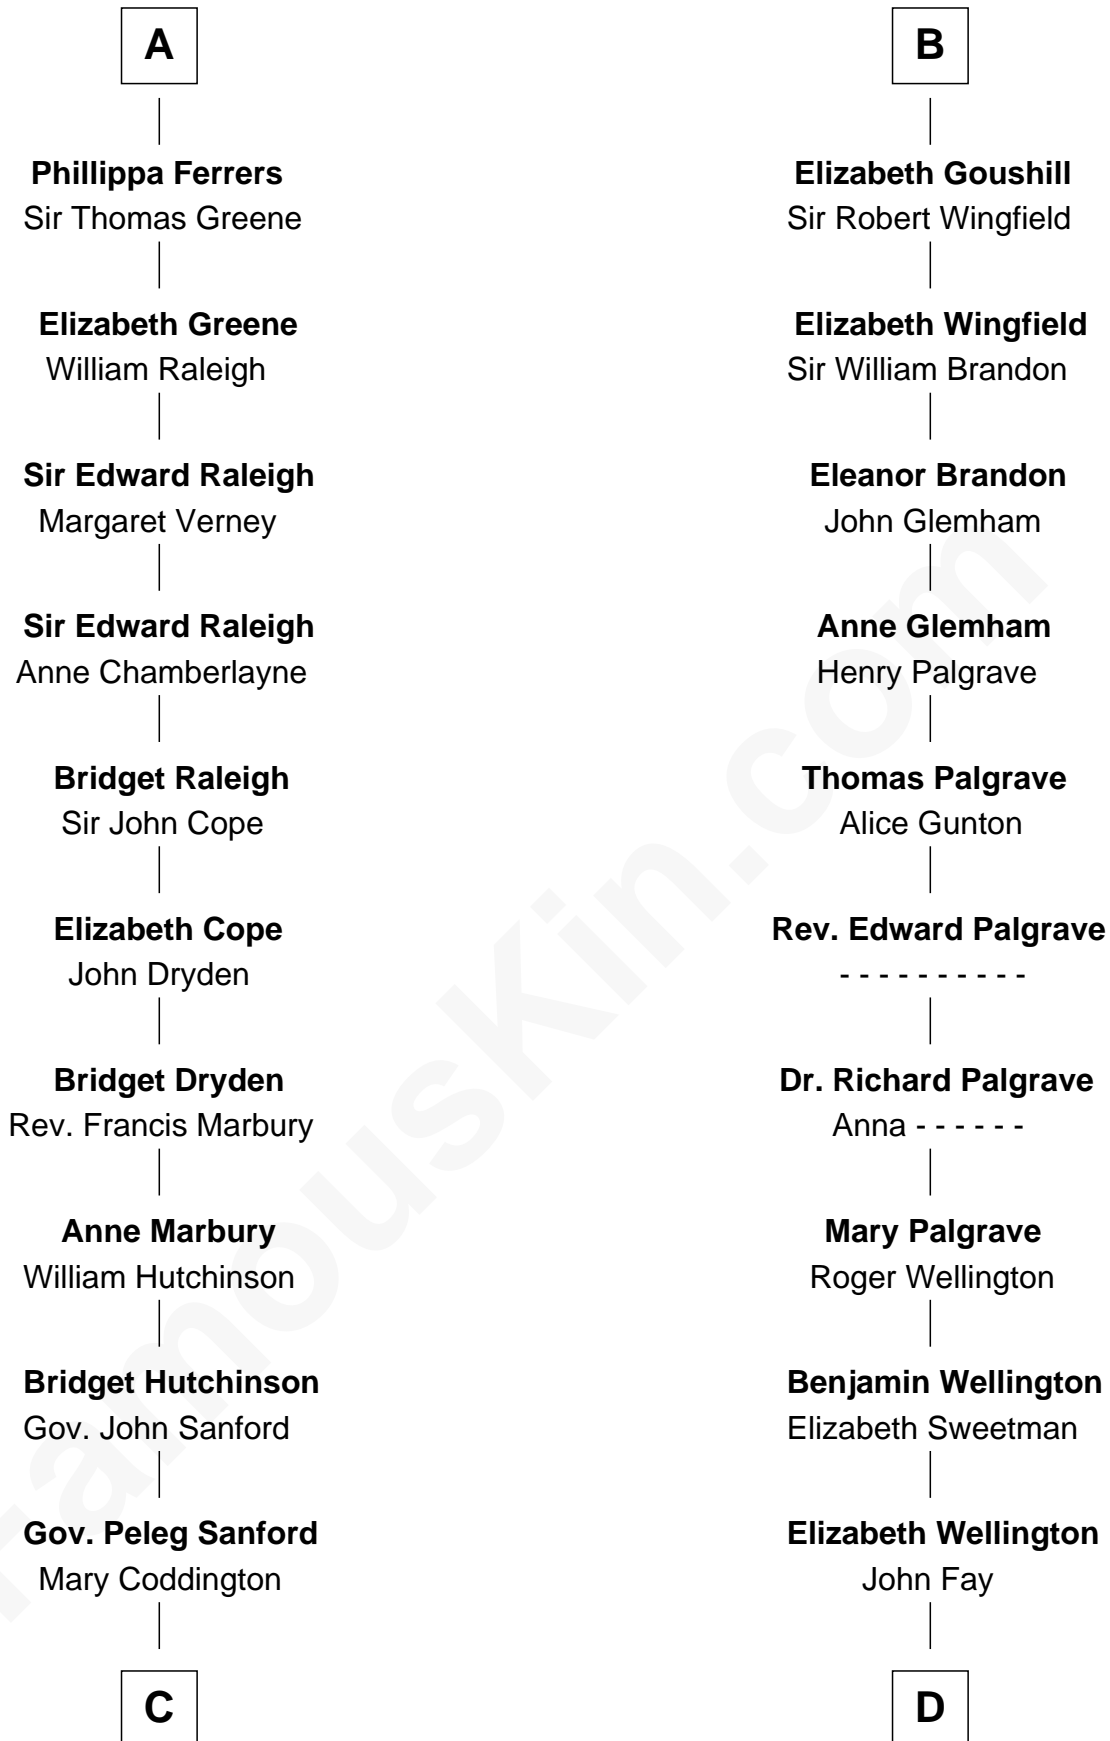 A
Phillippa Ferrers
Sir Thomas Greene
Elizabeth Greene
William Raleigh
Sir Edward Raleigh
Margaret Verney
Sir Edward Raleigh
Anne Chamberlayne
Bridget Raleigh
Sir John Cope
Elizabeth Cope
John Dryden
Bridget Dryden
Rev. Francis Marbury
Anne Marbury
William Hutchinson
Bridget Hutchinson
Gov. John Sanford
Gov. Peleg Sanford
Mary Coddington
C
B
Elizabeth Goushill
Sir Robert Wingfield
Elizabeth Wingfield
Sir William Brandon
Eleanor Brandon
John Glemham
Anne Glemham
Henry Palgrave
Thomas Palgrave
Alice Gunton
Rev. Edward Palgrave
- - - - - - - - - -
Dr. Richard Palgrave
Anna - - - - - -
Mary Palgrave
Roger Wellington
Benjamin Wellington
Elizabeth Sweetman
Elizabeth Wellington
John Fay
D
FamousKin.com